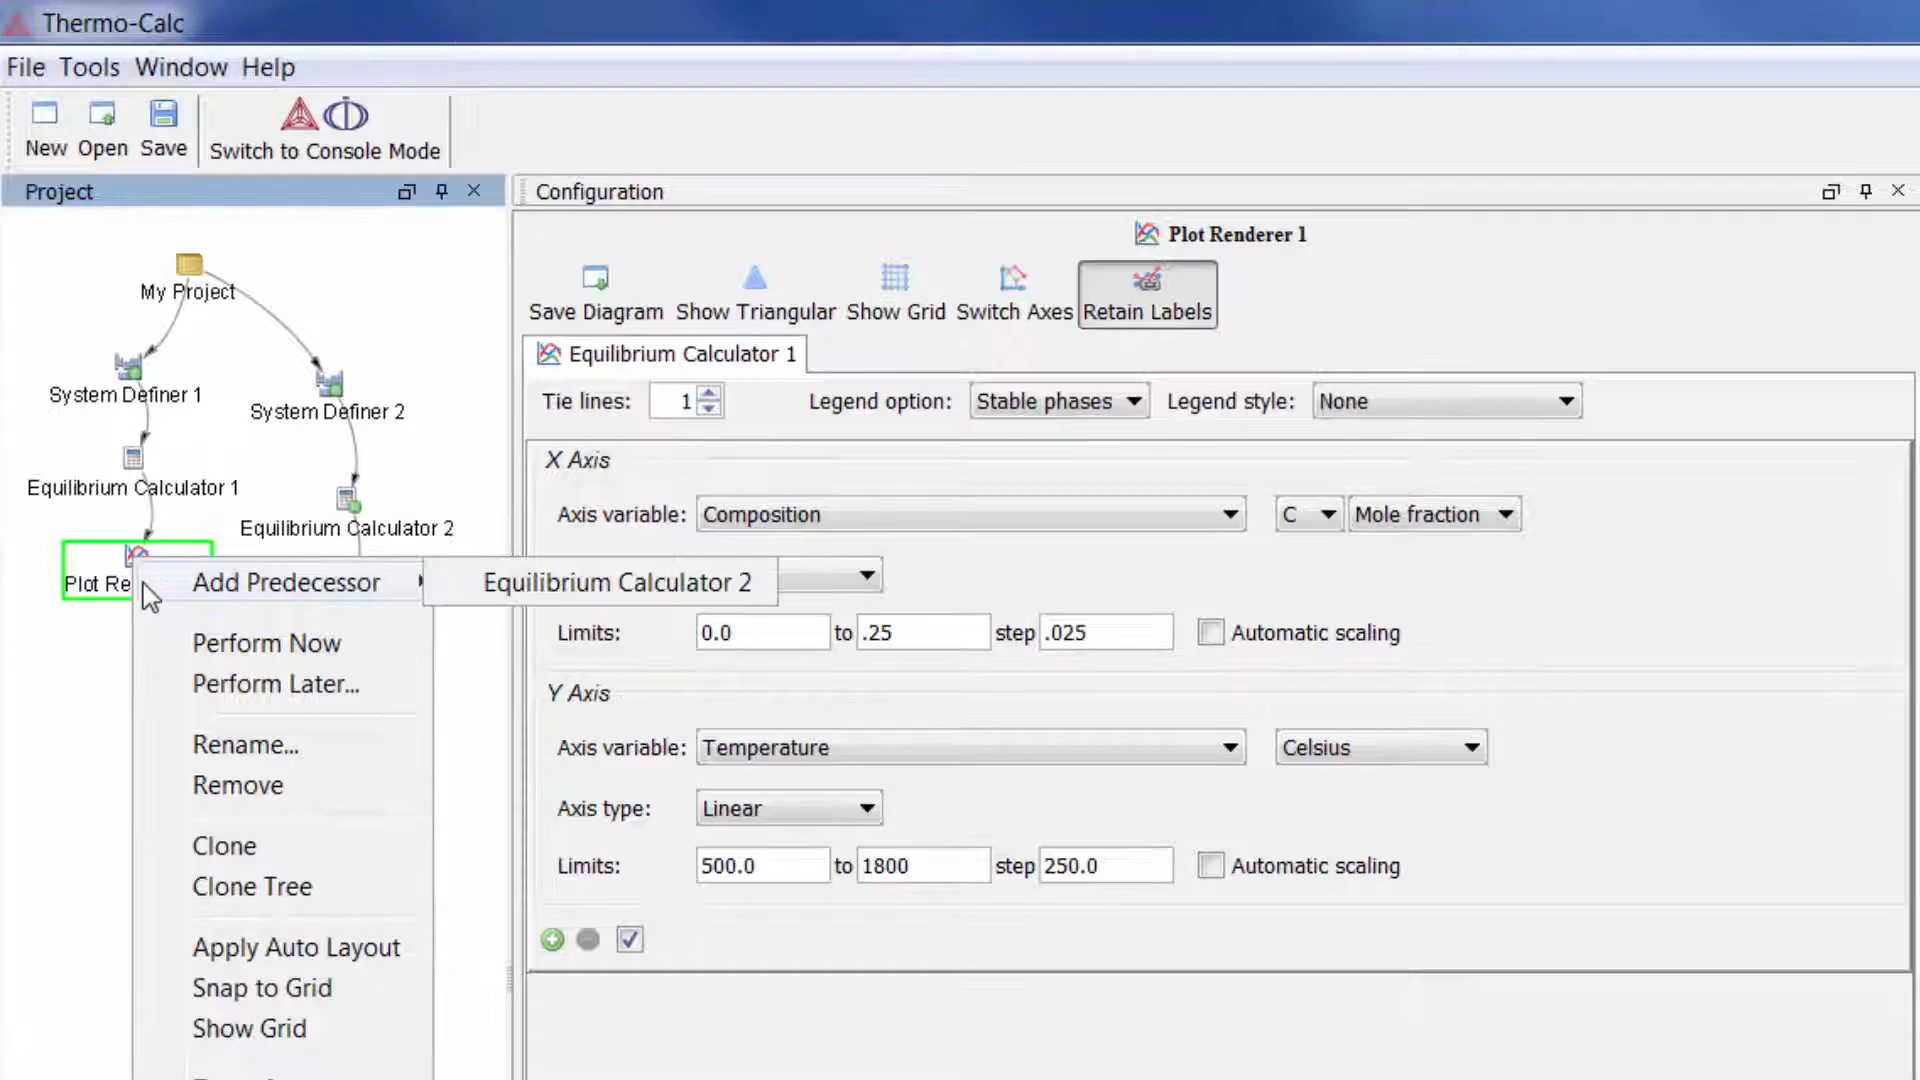 Thermo-Calc
File Tools Window Help
New Open Save Switch to Console Mode
Project
My Project
System Definer 1
System Definer 2
Equilibrium Calculator 1
Equilibrium Calculator 2
Plot Re
Add Predecessor
Equilibrium Calculator 2
Perform Now
Perform Later...
Rename...
Remove
Clone
Clone Tree
Apply Auto Layout
Snap to Grid
Show Grid
Configuration
Plot Renderer 1
Save Diagram Show Triangular Show Grid Switch Axes Retain Labels
Equilibrium Calculator 1
Tie lines: 1 Legend option: Stable phases Legend style: None
X Axis
Axis variable: Composition C Mole fraction
Limits: 0.0 to .25 step .025 Automatic scaling
Y Axis
Axis variable: Temperature Celsius
Axis type: Linear
Limits: 500.0 to 1800 step 250.0 Automatic scaling